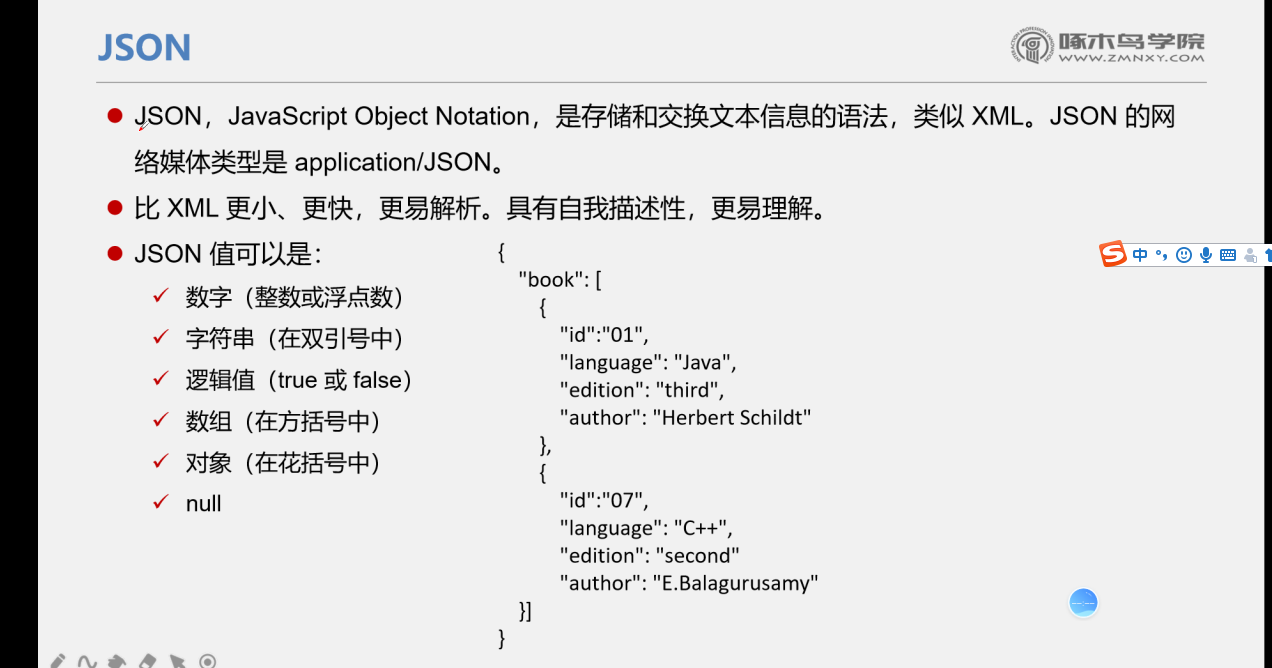 JSON
啄木鸟学院
WWW.ZMNXY.COM
JSON，JavaScript Object Notation，是存储和交换文本信息的语法，类似 XML。JSON 的网
络媒体类型是 application/JSON。
比 XML 更小、更快，更易解析。具有自我描述性，更易理解。
JSON 值可以是：
数字（整数或浮点数）
字符串（在双引号中）
逻辑值（true 或 false）
数组（在方括号中）
对象（在花括号中）
null
{
"book": [
{
"id":"01",
"language": "Java",
"edition": "third",
"author": "Herbert Schildt"
},
{
"id":"07",
"language": "C++",
"edition": "second"
"author": "E.Balagurusamy"
}]
}
中